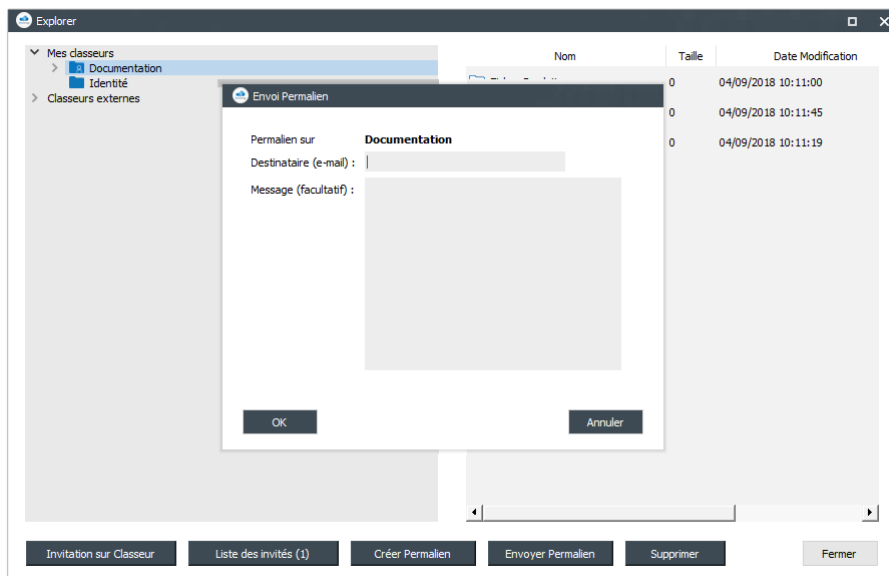 Explorer
Mes classeurs
Documentation
Identité
Classeurs externes
Nom Taille Date Modification
0 04/09/2018 10:11:00
0 04/09/2018 10:11:45
0 04/09/2018 10:11:19
Envoi Permalien
Permalien sur Documentation
Destinataire (e-mail) :
Message (facultatif) :
OK Annuler
Invitation sur Classeur Liste des invités (1) Créer Permalien Envoyer Permalien Supprimer Fermer